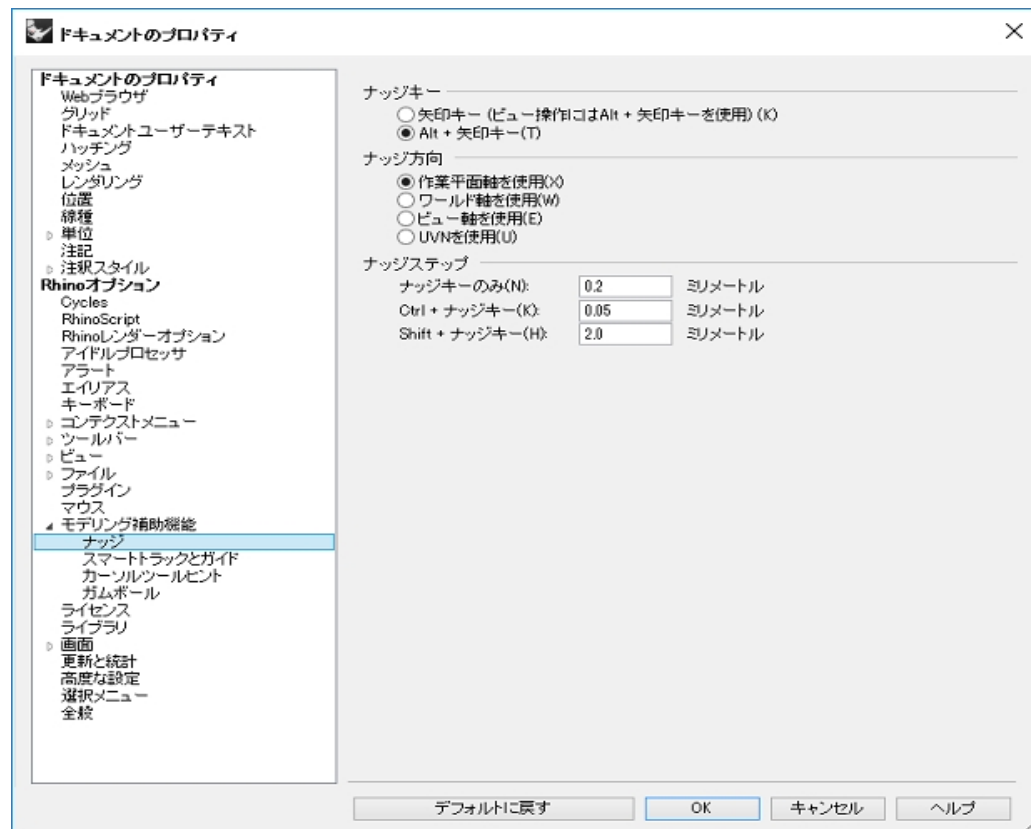 ドキュメントのプロパティ
ドキュメントのプロパティ
Webブラウザ
グリッド
ドキュメントユーザーテキスト
ハッチング
メッシュ
レンダリング
位置
線種
単位
注記
注釈スタイル
Rhinoオプション
Cycles
RhinoScript
Rhinoレンダーオプション
アイドルプロセッサ
アラート
エイリアス
キーボード
コンテクストメニュー
ツールバー
ビュー
ファイル
プラグイン
マウス
モデリング補助機能
ナッジ
スマートトラックとガイド
カーソルツールヒント
ガムボール
ライセンス
ライブラリ
画面
更新と統計
高度な設定
選択メニュー
全般
ナッジキー
矢印キー (ビュー操作にはAlt + 矢印キーを使用) (K)
Alt + 矢印キー(T)
ナッジ方向
作業平面軸を使用(X)
ワールド軸を使用(W)
ビュー軸を使用(E)
UVNを使用(U)
ナッジステップ
ナッジキーのみ(N): 0.2 ミリメートル
Ctrl + ナッジキー(K): 0.05 ミリメートル
Shift + ナッジキー(H): 2.0 ミリメートル
デフォルトに戻す OK キャンセル ヘルプ